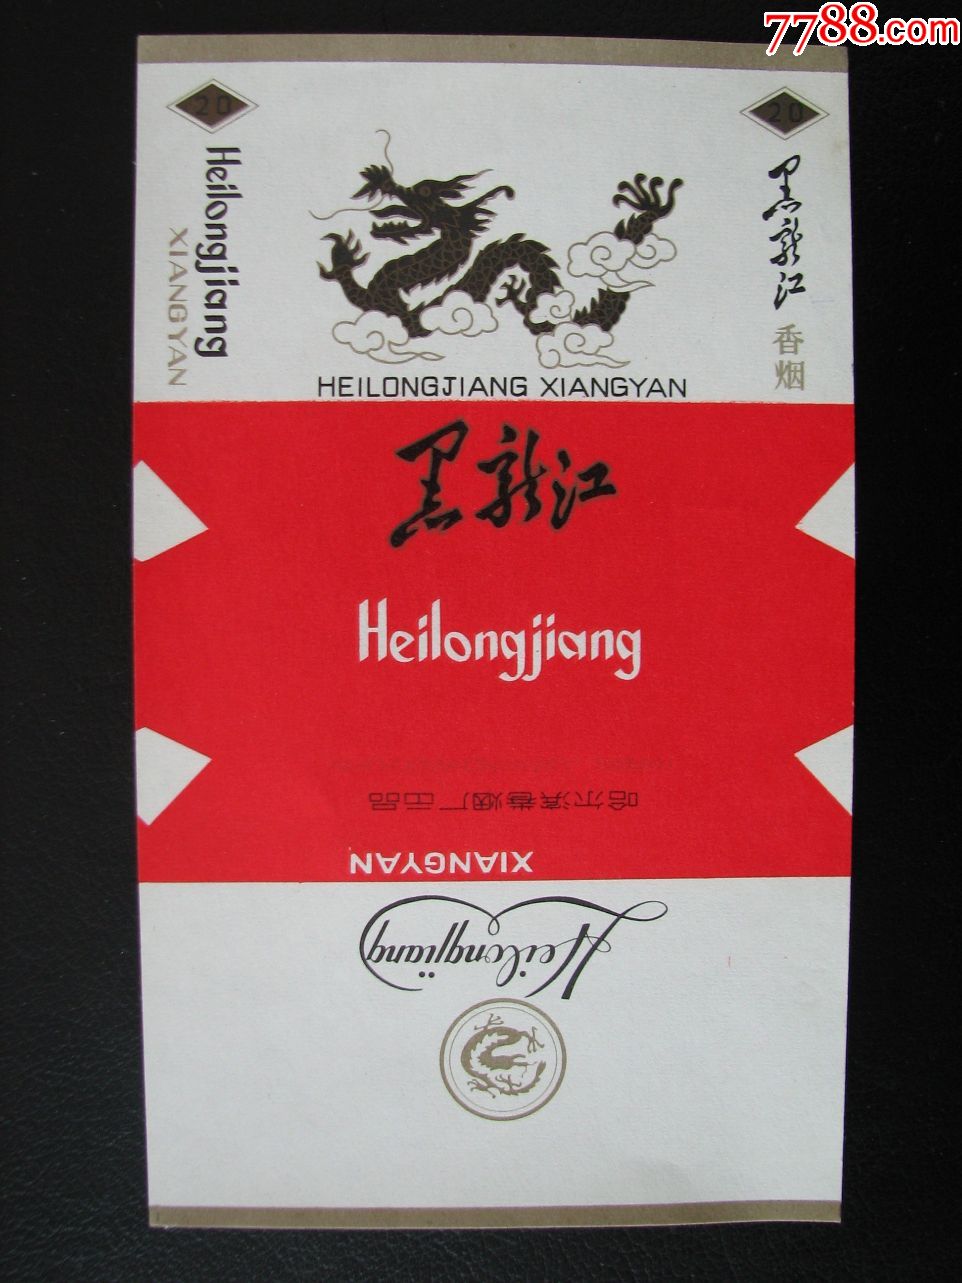 7788.com
20
20
Heilongjiang
XIANGYAN
黑龙江
香烟
HEILONGJIANG XIANGYAN
黑龙江
Heilongjiang
哈尔滨卷烟厂出品
XIANGYAN
Heilongjiang